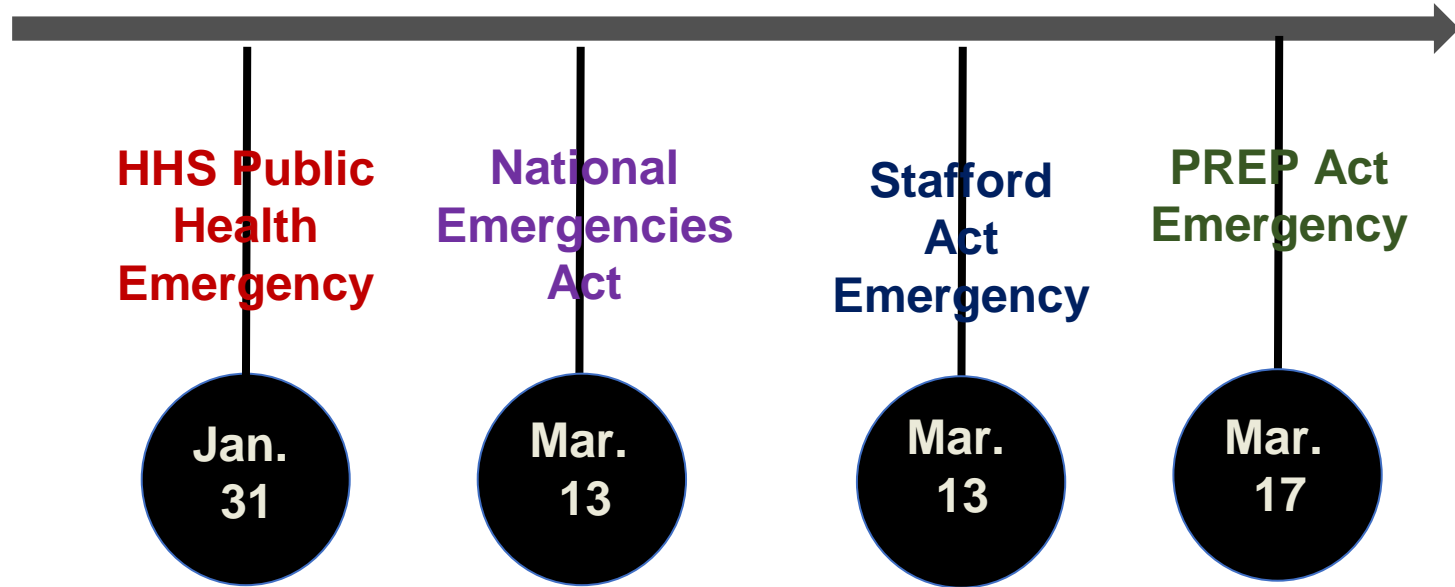 HHS Public
Health
Emergency
National
Emergencies
Act
Stafford
Act
Emergency
PREP Act
Emergency
Jan.
31
Mar.
13
Mar.
13
Mar.
17